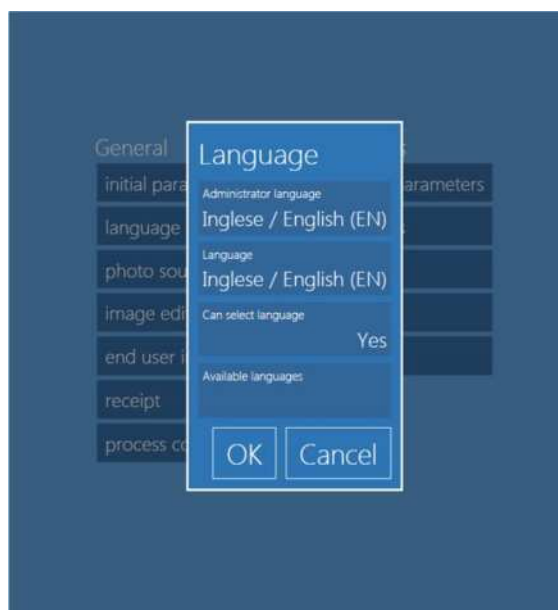 General
initial para
arameters
language
photo sou
image edi
end user i
receipt
process co
Language
Administrator language
Inglese / English (EN)
Language
Inglese / English (EN)
Can select language
Yes
Available languages
OK
Cancel